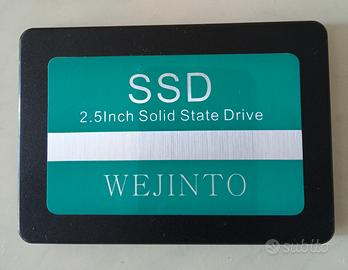 SSD
2.5Inch Solid State Drive
WEJINTO
subito